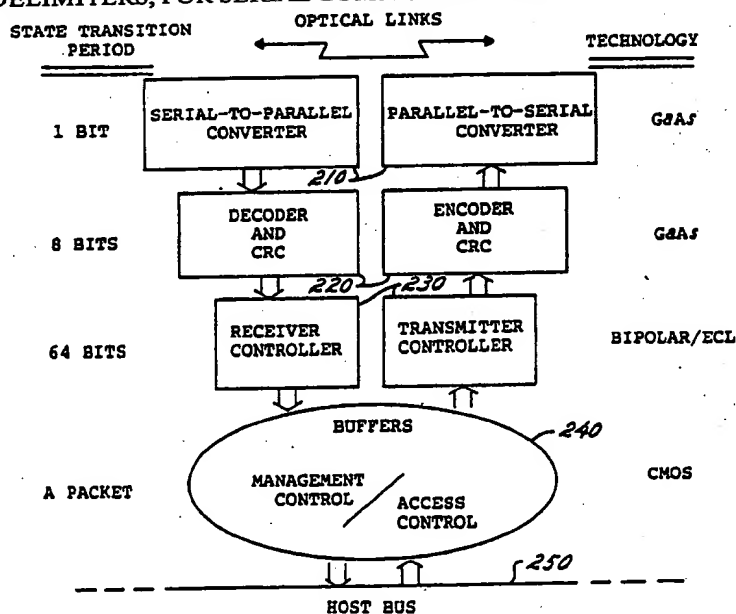 OPTICAL LINKS
STATE TRANSITION
PERIOD
TECHNOLOGY
1 BIT
SERIAL-TO-PARALLEL
CONVERTER
PARALLEL-TO-SERIAL
CONVERTER
GaAs
210
8 BITS
DECODER
AND
CRC
ENCODER
AND
CRC
GaAs
220
230
64 BITS
RECEIVER
CONTROLLER
TRANSMITTER
CONTROLLER
BIPOLAR/ECL
BUFFERS
240
A PACKET
MANAGEMENT
CONTROL
ACCESS
CONTROL
CMOS
250
HOST BUS